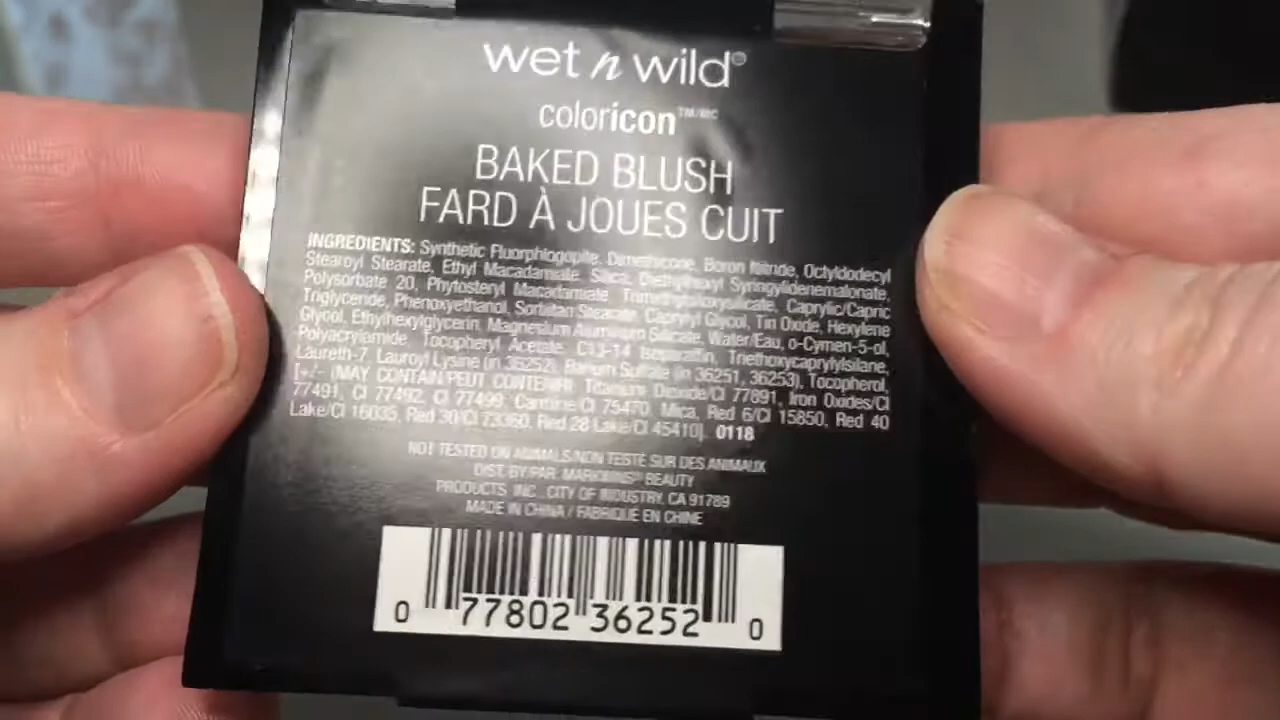 wet n wild®
coloricon™/MC
BAKED BLUSH
FARD À JOUES CUIT
INGREDIENTS: Synthetic Fluorphlogopite, Dimethicone, Boron Nitride, Octyldodecyl
Stearoyl Stearate, Ethyl Macadamiate, Silica, Diethylhexyl Syringylidenemalonate,
Polysorbate 20, Phytosteryl Macadamiate, Trimethylsiloxysilicate, Caprylic/Capric
Triglyceride, Phenoxyethanol, Sorbitan Stearate, Caprylyl Glycol, Tin Oxide, Hexylene
Glycol, Ethylhexylglycerin, Magnesium Aluminum Silicate, Water/Eau, o-Cymen-5-ol,
Polyacrylamide, Tocopheryl Acetate, C13-14 Isoparaffin, Triethoxycaprylylsilane,
Laureth-7, Lauroyl Lysine (in 36252), Barium Sulfate (in 36251, 36253), Tocopherol,
[+/- (MAY CONTAIN/PEUT CONTENIR) Titanium Dioxide/CI 77891, Iron Oxides/CI
77491, CI 77492, CI 77499, Carmine/CI 75470, Mica, Red 6/CI 15850, Red 40
Lake/CI 16035, Red 30/CI 73360, Red 28 Lake/CI 45410]. 0118
NOT TESTED ON ANIMALS/NON TESTÉ SUR DES ANIMAUX
DIST. BY/PAR. MARKWINS® BEAUTY
PRODUCTS, INC., CITY OF INDUSTRY, CA 91789
MADE IN CHINA / FABRIQUÉ EN CHINE
0 77802 36252 0